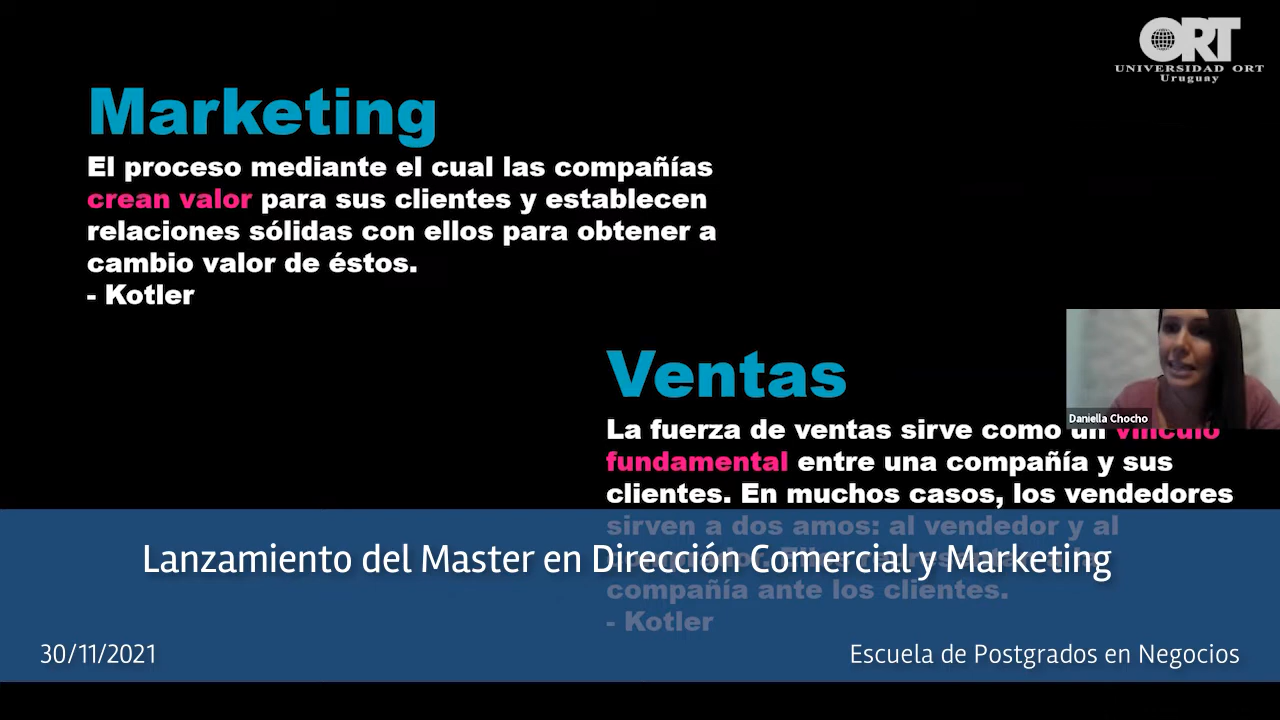 ORT
UNIVERSIDAD ORT
Uruguay
Marketing
El proceso mediante el cual las compañías
crean valor para sus clientes y establecen
relaciones sólidas con ellos para obtener a
cambio valor de éstos.
- Kotler
Ventas
Daniella Chocho
La fuerza de ventas sirve como un vínculo
fundamental entre una compañía y sus
clientes. En muchos casos, los vendedores
sirven a dos amos: al vendedor y al
compañía ante los clientes.
- Kotler
Lanzamiento del Master en Dirección Comercial y Marketing
30/11/2021
Escuela de Postgrados en Negocios